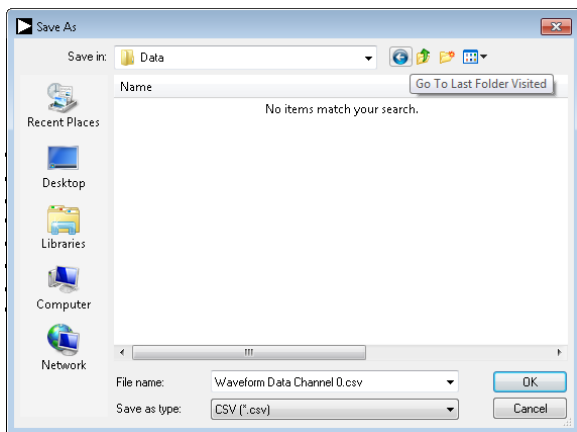 Save As
Save in:
Data
Go To Last Folder Visited
Name
No items match your search.
Recent Places
Desktop
Libraries
Computer
Network
File name:
Waveform Data Channel 0.csv
OK
Save as type:
CSV (*.csv)
Cancel